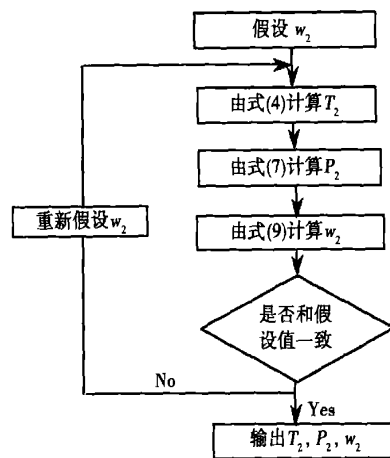 假设 w₂
由式(4)计算T₂
由式(7)计算P₂
重新假设w₂
由式(9)计算w₂
是否和假
设值一致
No
Yes
输出T₂, P₂, w₂